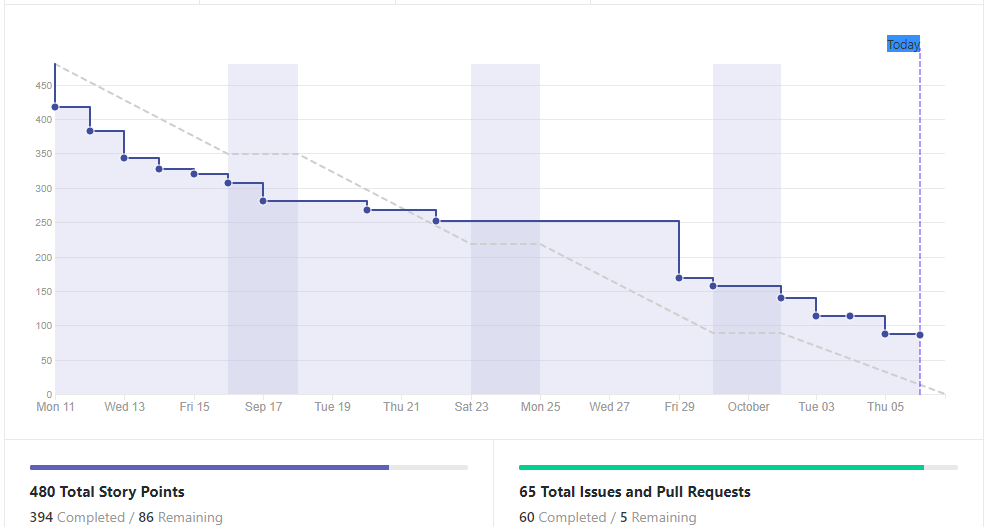 Today
450
400
350
300
250
200
150
100
50
0
Mon 11 Wed 13 Fri 15 Sep 17 Tue 19 Thu 21 Sat 23 Mon 25 Wed 27 Fri 29 October Tue 03 Thu 05
480 Total Story Points
394 Completed / 86 Remaining
65 Total Issues and Pull Requests
60 Completed / 5 Remaining